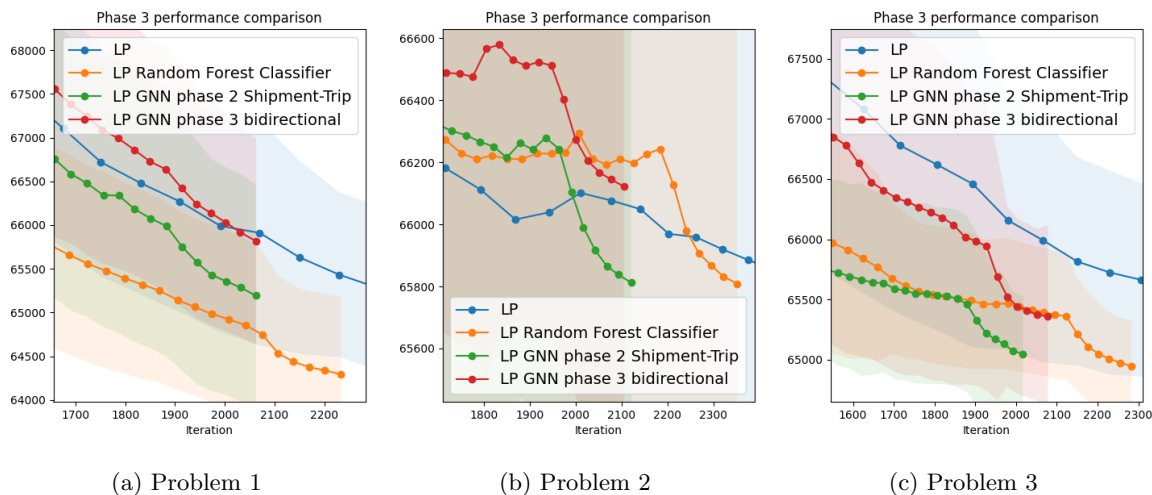 Phase 3 performance comparison
68000
67500
67000
66500
66000
65500
65000
64500
64000
LP
LP Random Forest Classifier
LP GNN phase 2 Shipment-Trip
LP GNN phase 3 bidirectional
1700 1800 1900 2000 2100 2200
Iteration
(a) Problem 1
Phase 3 performance comparison
66600
66400
66200
66000
65800
65600
LP
LP Random Forest Classifier
LP GNN phase 2 Shipment-Trip
LP GNN phase 3 bidirectional
1800 1900 2000 2100 2200 2300
Iteration
(b) Problem 2
Phase 3 performance comparison
67500
67000
66500
66000
65500
65000
LP
LP Random Forest Classifier
LP GNN phase 2 Shipment-Trip
LP GNN phase 3 bidirectional
1600 1700 1800 1900 2000 2100 2200 2300
Iteration
(c) Problem 3